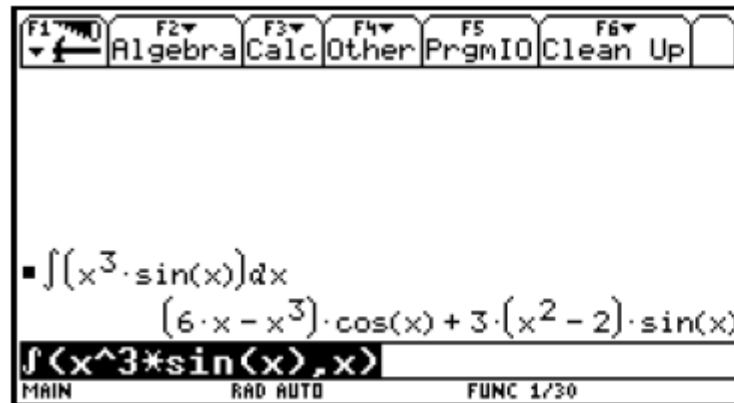 F1 F2 F3 F4 F5 F6
Algebra Calc Other PrgmIO Clean Up
∫(x³·sin(x))dx
(6·x − x³)·cos(x) + 3·(x² − 2)·sin(x)
∫(x^3*sin(x),x)
MAIN RAD AUTO FUNC 1/30